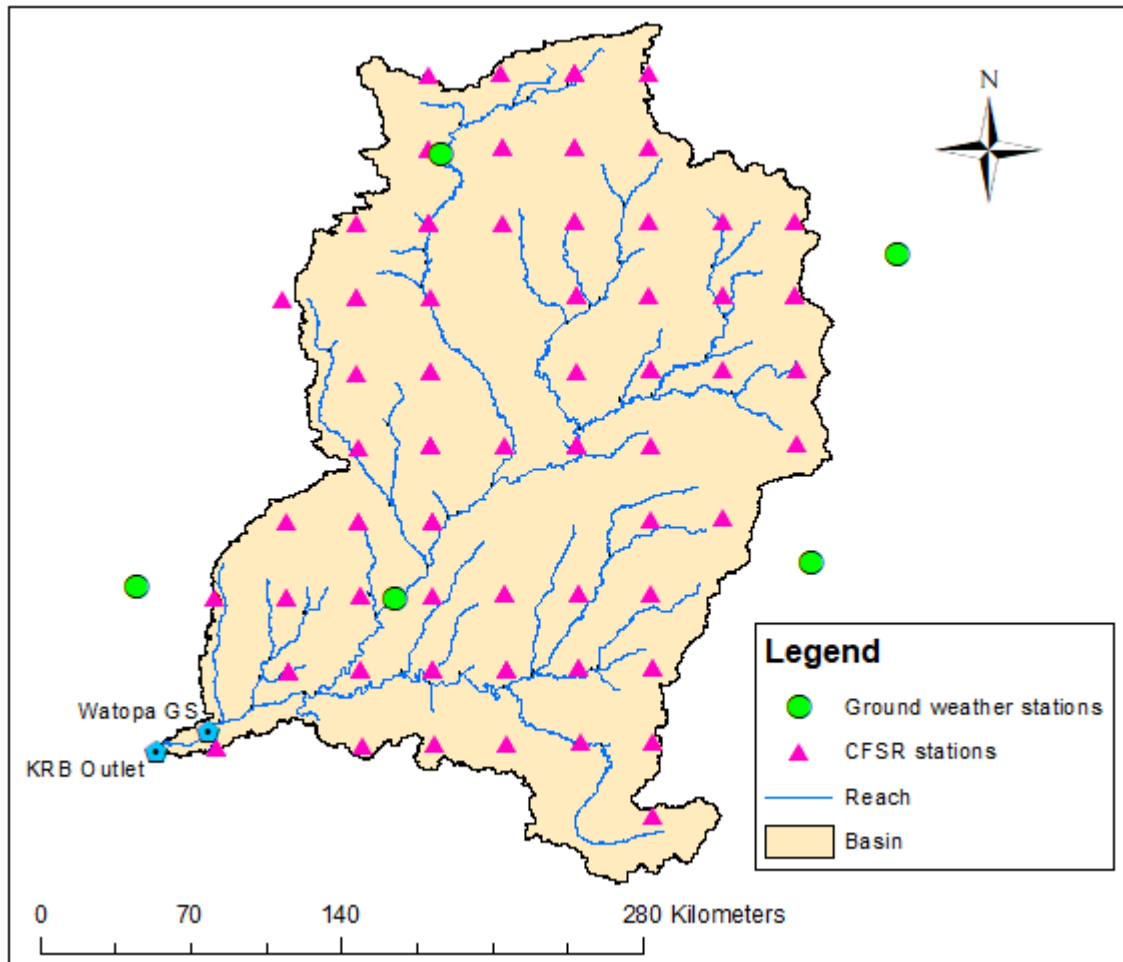 N
Watopa GS
KRB Outlet
Legend
Ground weather stations
CFSR stations
Reach
Basin
0 70 140 280 Kilometers